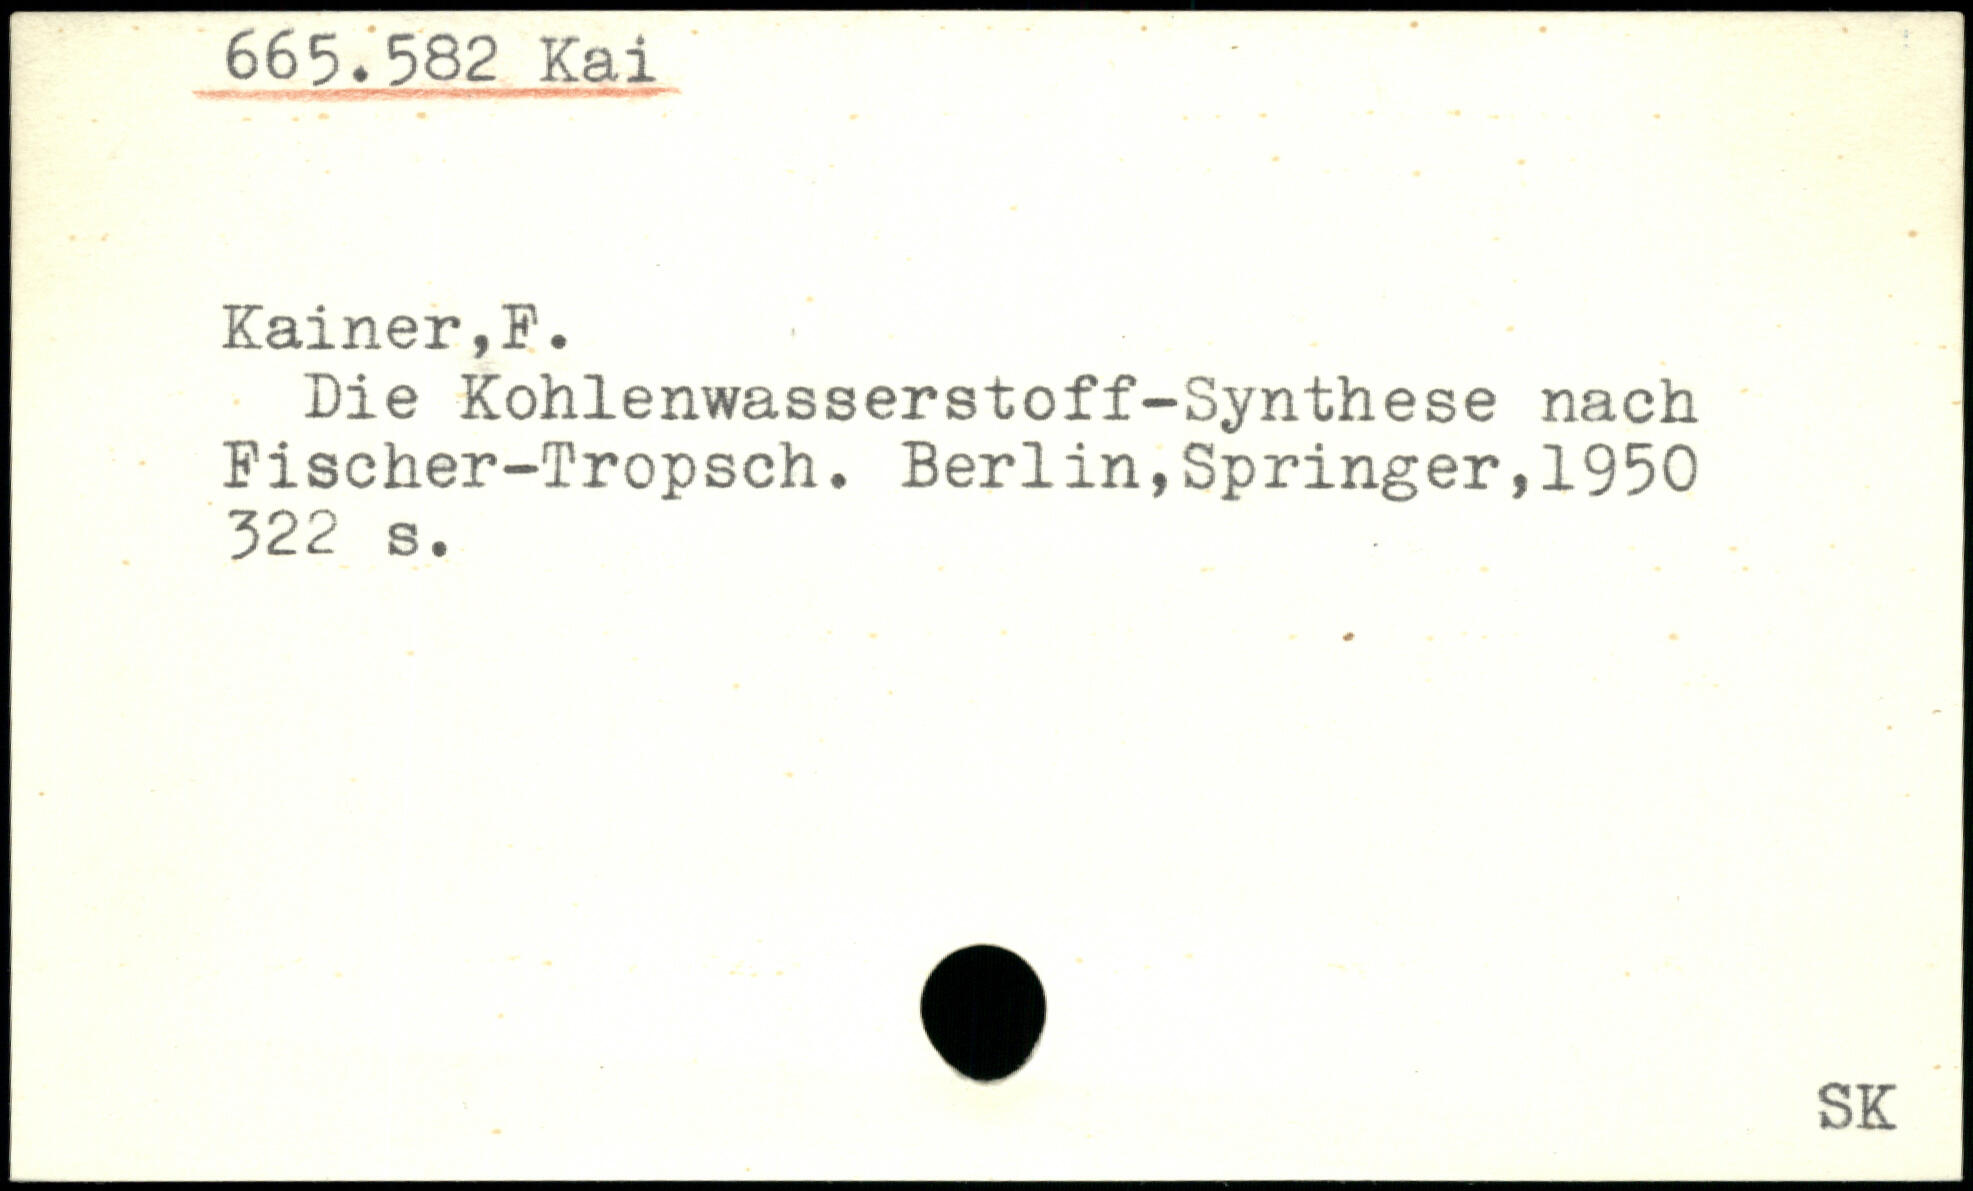 665.582 Kai
Kainer,F.
Die Kohlenwasserstoff-Synthese nach
Fischer-Tropsch. Berlin,Springer,1950
322 s.
SK